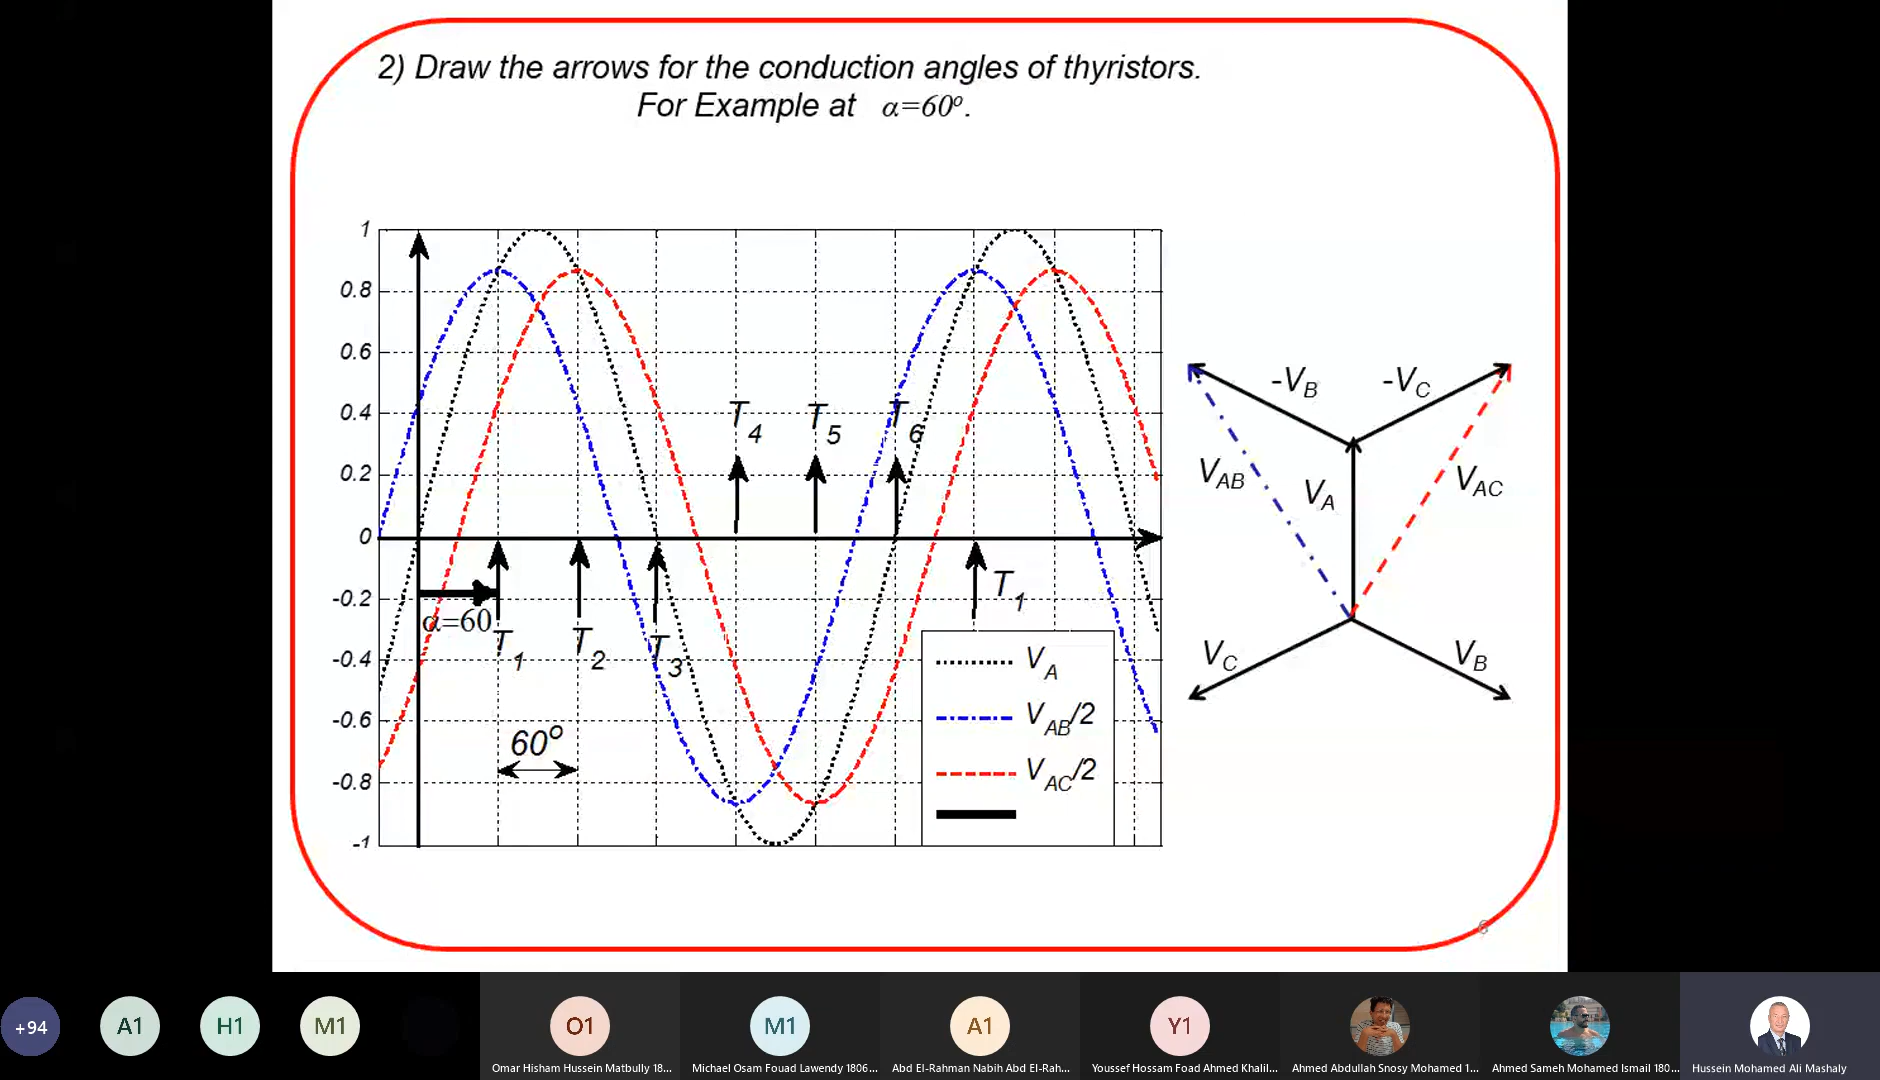 2) Draw the arrows for the conduction angles of thyristors.
For Example at α=60°.
1
0.8
0.6
0.4
0.2
0
-0.2
-0.4
-0.6
-0.8
-1
T4
T5
T6
α=60
T1
T2
T3
T1
60°
VA
VAB/2
VAC/2
-VB
-VC
VAB
VA
VAC
VC
VB
6
+94
A1
H1
M1
O1
M1
A1
Y1
Omar Hisham Hussein Matbully 18...
Michael Osam Fouad Lawendy 1806...
Abd El-Rahman Nabih Abd El-Rah...
Youssef Hossam Foad Ahmed Khalil...
Ahmed Abdullah Snosy Mohamed 1...
Ahmed Sameh Mohamed Ismail 180...
Hussein Mohamed Ali Mashaly